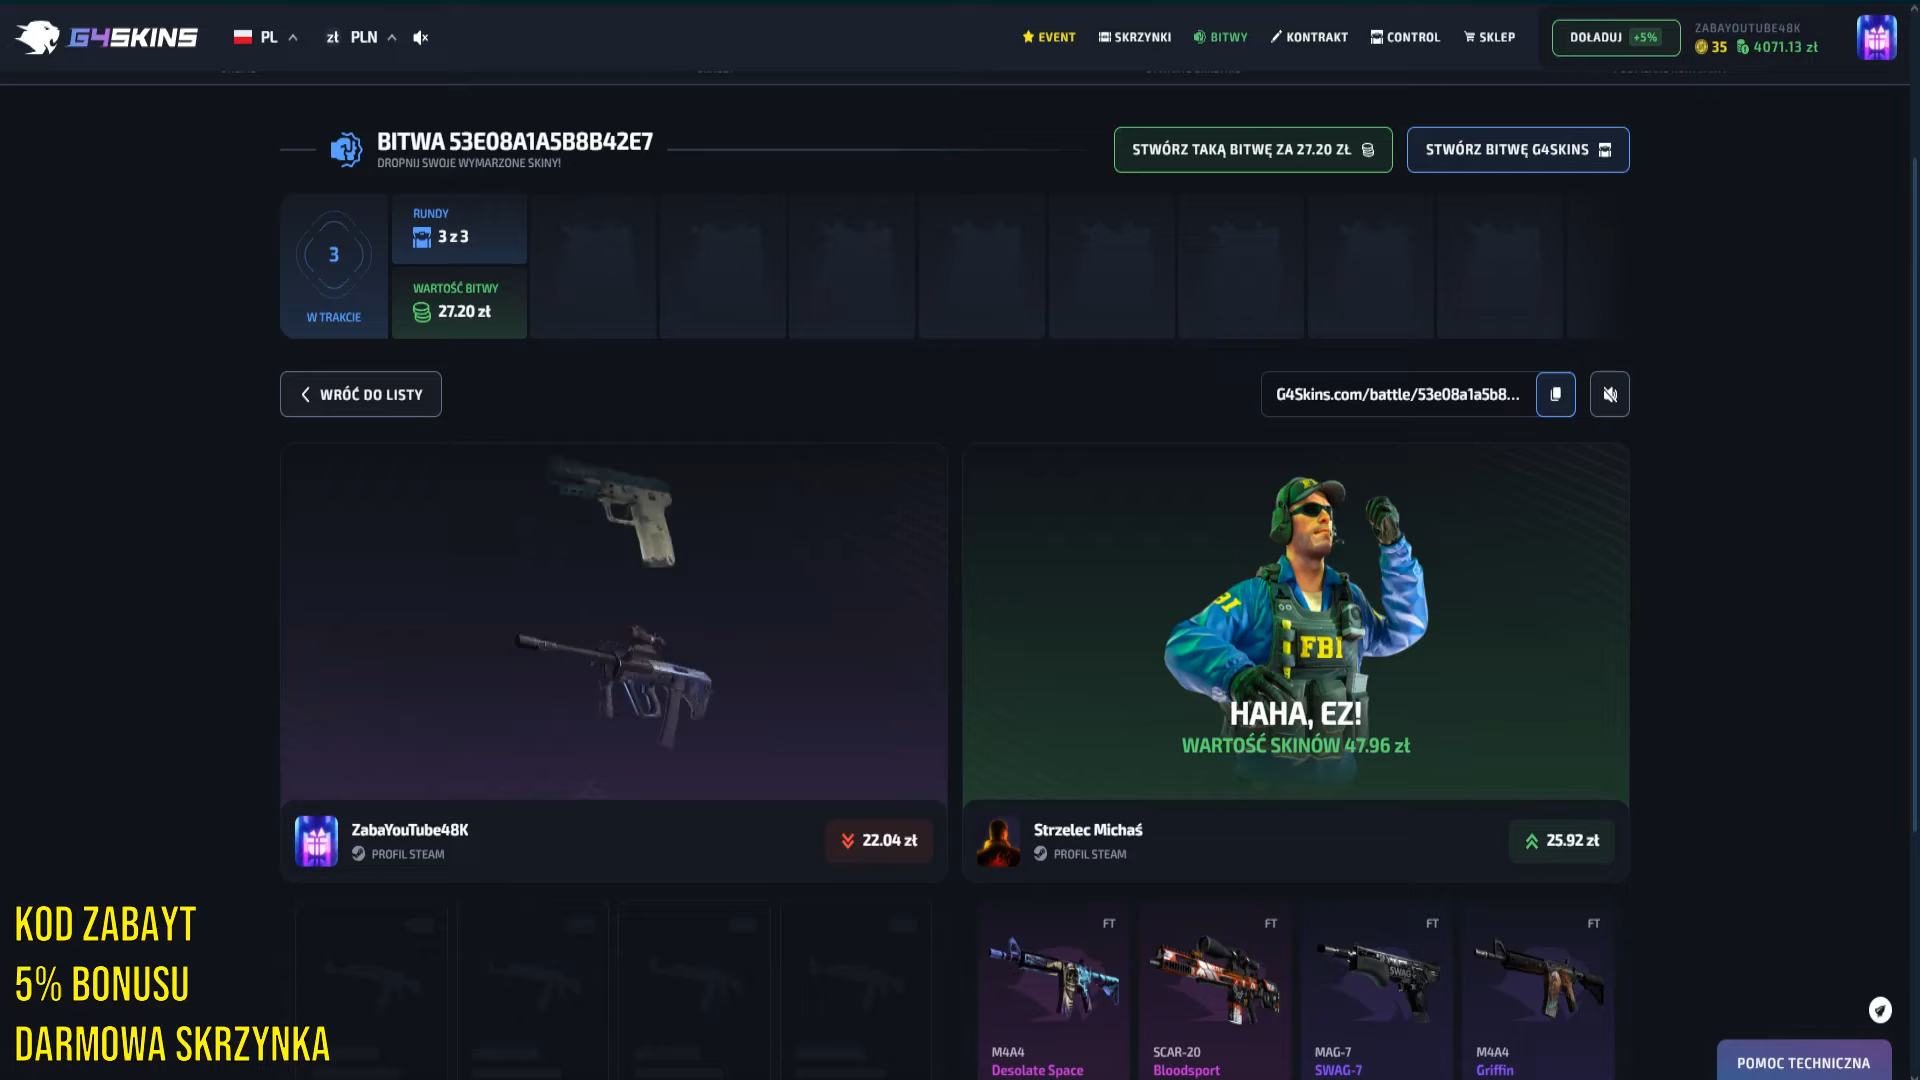 G4SKINS
PL
zł PLN
EVENT
SKRZYNKI
BITWY
KONTRAKT
CONTROL
SKLEP
DOŁADUJ +5%
ZABAYOUTUBE48K
35 4071.13 zł
BITWA 53E08A1A5B8B42E7
DROPNIJ SWOJE WYMARZONE SKINY!
STWÓRZ TAKĄ BITWĘ ZA 27.20 ZŁ
STWÓRZ BITWĘ G4SKINS
3
W TRAKCIE
RUNDY
3 z 3
WARTOŚĆ BITWY
27.20 zł
WRÓĆ DO LISTY
G4Skins.com/battle/53e08a1a5b8...
FBI
HAHA, EZ!
WARTOŚĆ SKINÓW 47.96 zł
ZabaYouTube48K
PROFIL STEAM
22.04 zł
Strzelec Michaś
PROFIL STEAM
25.92 zł
KOD ZABAYT
5% BONUSU
DARMOWA SKRZYNKA
FT
M4A4
Desolate Space
FT
SCAR-20
Bloodsport
FT
SWAG
MAG-7
SWAG-7
FT
M4A4
Griffin
POMOC TECHNICZNA